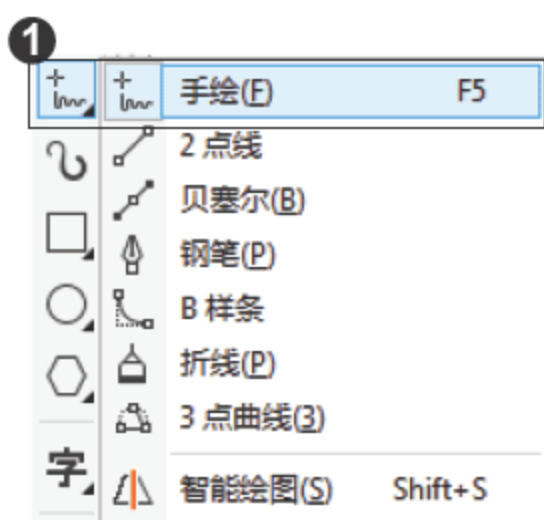 1
手绘(F) F5
2 点线
贝塞尔(B)
钢笔(P)
B 样条
折线(P)
3 点曲线(3)
字
智能绘图(S) Shift+S